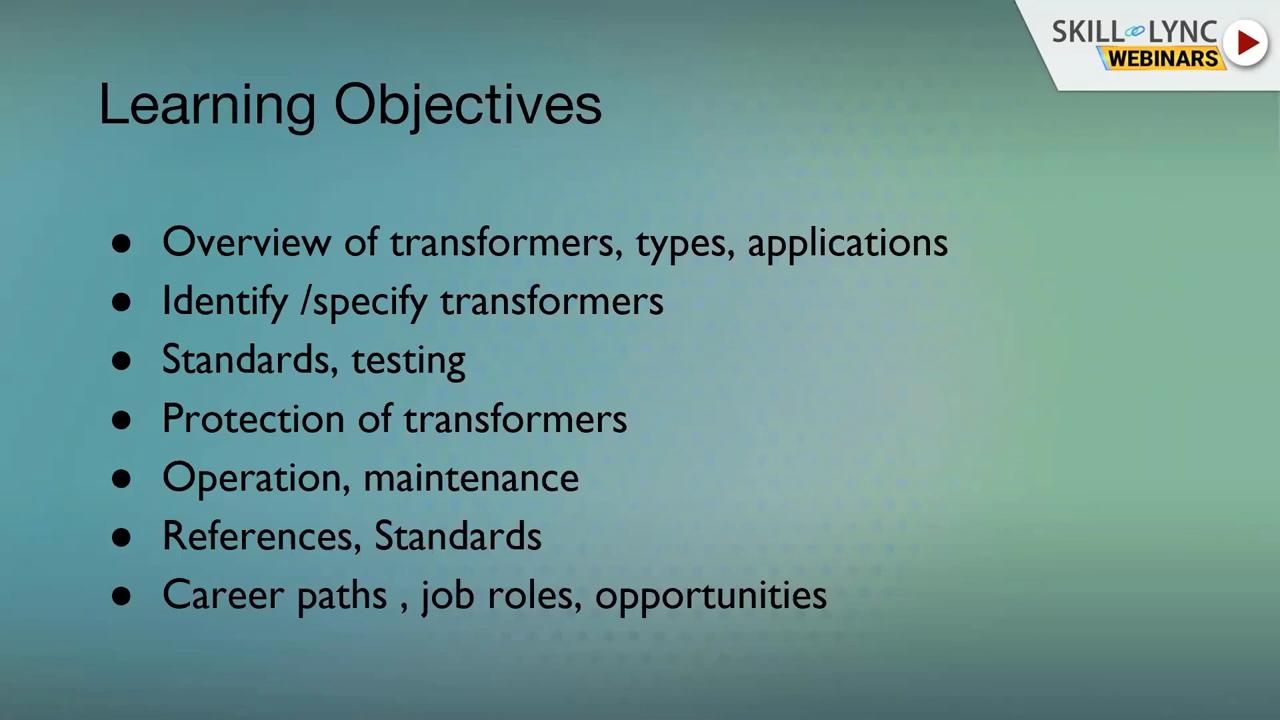 SKILL LYNC
WEBINARS
Learning Objectives
● Overview of transformers, types, applications
● Identify /specify transformers
● Standards, testing
● Protection of transformers
● Operation, maintenance
● References, Standards
● Career paths , job roles, opportunities